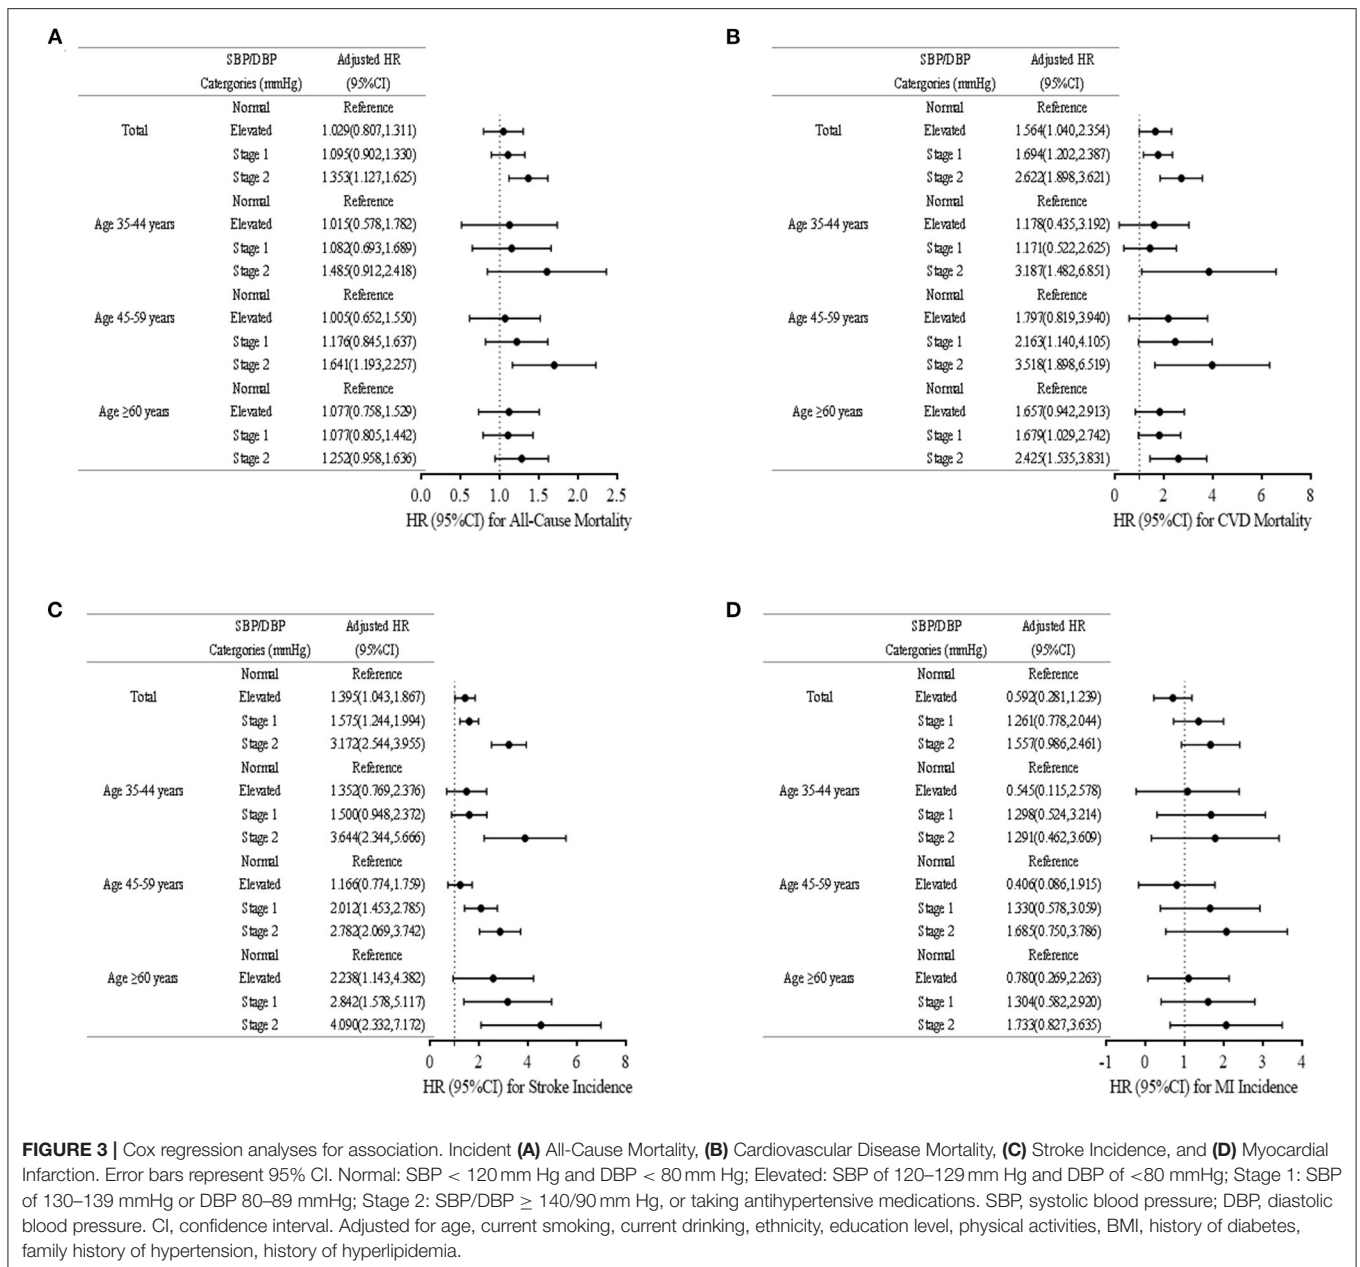 A
SBP/DBP Adjusted HR
Catergories (mmHg) (95%CI)
Normal Reference
Total Elevated 1.029(0.807,1.311)
Stage 1 1.095(0.902,1.330)
Stage 2 1.353(1.127,1.625)
Normal Reference
Age 35-44 years Elevated 1.015(0.578,1.782)
Stage 1 1.082(0.693,1.689)
Stage 2 1.485(0.912,2.418)
Normal Reference
Age 45-59 years Elevated 1.005(0.652,1.550)
Stage 1 1.176(0.845,1.637)
Stage 2 1.641(1.193,2.257)
Normal Reference
Age ≥60 years Elevated 1.077(0.758,1.529)
Stage 1 1.077(0.805,1.442)
Stage 2 1.252(0.958,1.636)
0.0 0.5 1.0 1.5 2.0 2.5
HR (95%CI) for All-Cause Mortality
B
SBP/DBP Adjusted HR
Catergories (mmHg) (95%CI)
Normal Reference
Total Elevated 1.564(1.040,2.354)
Stage 1 1.694(1.202,2.387)
Stage 2 2.622(1.898,3.621)
Normal Reference
Age 35-44 years Elevated 1.178(0.435,3.192)
Stage 1 1.171(0.522,2.625)
Stage 2 3.187(1.482,6.851)
Normal Reference
Age 45-59 years Elevated 1.797(0.819,3.940)
Stage 1 2.163(1.140,4.105)
Stage 2 3.518(1.898,6.519)
Normal Reference
Age ≥60 years Elevated 1.657(0.942,2.913)
Stage 1 1.679(1.029,2.742)
Stage 2 2.425(1.535,3.831)
0 2 4 6 8
HR (95%CI) for CVD Mortality
C
SBP/DBP Adjusted HR
Catergories (mmHg) (95%CI)
Normal Reference
Total Elevated 1.395(1.043,1.867)
Stage 1 1.575(1.244,1.994)
Stage 2 3.172(2.544,3.955)
Normal Reference
Age 35-44 years Elevated 1.352(0.769,2.376)
Stage 1 1.500(0.948,2.372)
Stage 2 3.644(2.344,5.666)
Normal Reference
Age 45-59 years Elevated 1.166(0.774,1.759)
Stage 1 2.012(1.453,2.785)
Stage 2 2.782(2.069,3.742)
Normal Reference
Age ≥60 years Elevated 2.238(1.143,4.382)
Stage 1 2.842(1.578,5.117)
Stage 2 4.090(2.332,7.172)
0 2 4 6 8
HR (95%CI) for Stroke Incidence
D
SBP/DBP Adjusted HR
Catergories (mmHg) (95%CI)
Normal Reference
Total Elevated 0.592(0.281,1.239)
Stage 1 1.261(0.778,2.044)
Stage 2 1.557(0.986,2.461)
Normal Reference
Age 35-44 years Elevated 0.545(0.115,2.578)
Stage 1 1.298(0.524,3.214)
Stage 2 1.291(0.462,3.609)
Normal Reference
Age 45-59 years Elevated 0.406(0.086,1.915)
Stage 1 1.330(0.578,3.059)
Stage 2 1.685(0.750,3.786)
Normal Reference
Age ≥60 years Elevated 0.780(0.269,2.263)
Stage 1 1.304(0.582,2.920)
Stage 2 1.733(0.827,3.635)
-1 0 1 2 3 4
HR (95%CI) for MI Incidence
FIGURE 3 | Cox regression analyses for association. Incident (A) All-Cause Mortality, (B) Cardiovascular Disease Mortality, (C) Stroke Incidence, and (D) Myocardial
Infarction. Error bars represent 95% CI. Normal: SBP < 120 mm Hg and DBP < 80 mm Hg; Elevated: SBP of 120–129 mm Hg and DBP of <80 mmHg; Stage 1: SBP
of 130–139 mmHg or DBP 80–89 mmHg; Stage 2: SBP/DBP ≥ 140/90 mm Hg, or taking antihypertensive medications. SBP, systolic blood pressure; DBP, diastolic
blood pressure. CI, confidence interval. Adjusted for age, current smoking, current drinking, ethnicity, education level, physical activities, BMI, history of diabetes,
family history of hypertension, history of hyperlipidemia.